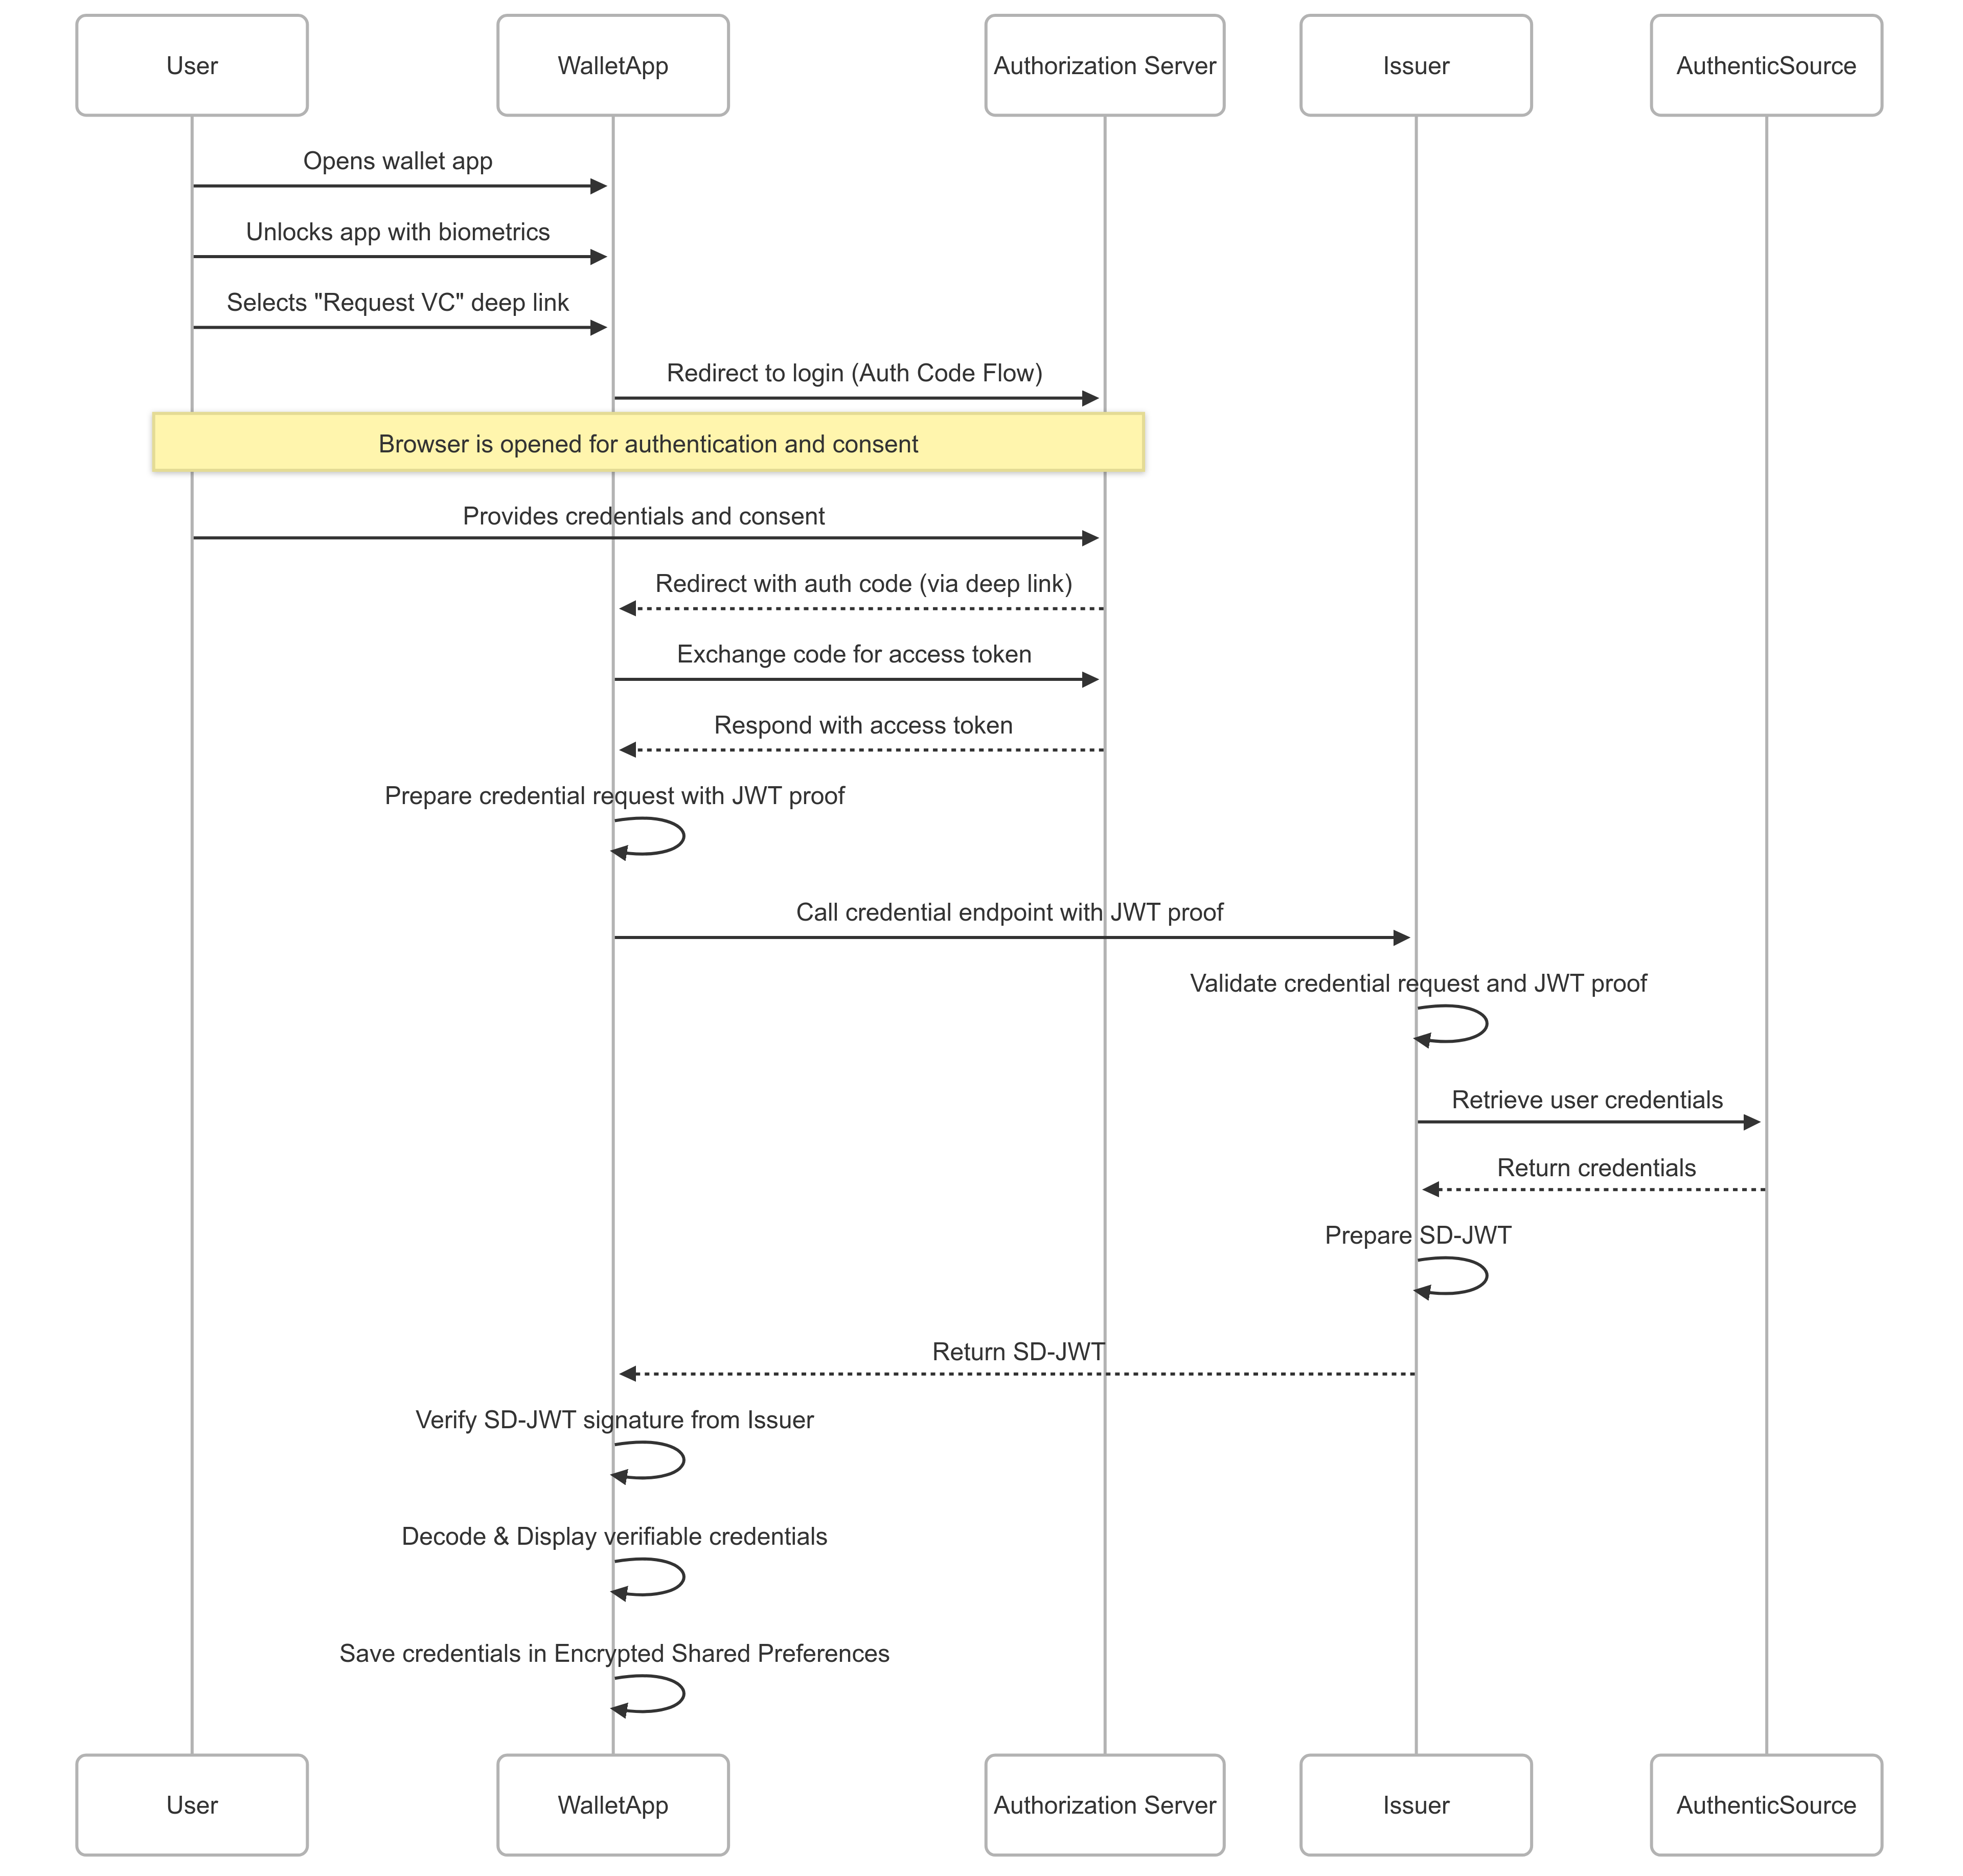 User
WalletApp
Authorization Server
Issuer
AuthenticSource
Opens wallet app
Unlocks app with biometrics
Selects "Request VC" deep link
Redirect to login (Auth Code Flow)
Browser is opened for authentication and consent
Provides credentials and consent
Redirect with auth code (via deep link)
Exchange code for access token
Respond with access token
Prepare credential request with JWT proof
Call credential endpoint with JWT proof
Validate credential request and JWT proof
Retrieve user credentials
Return credentials
Prepare SD-JWT
Return SD-JWT
Verify SD-JWT signature from Issuer
Decode & Display verifiable credentials
Save credentials in Encrypted Shared Preferences
User
WalletApp
Authorization Server
Issuer
AuthenticSource